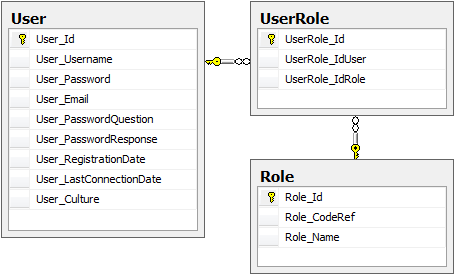 User
User_Id
User_Username
User_Password
User_Email
User_PasswordQuestion
User_PasswordResponse
User_RegistrationDate
User_LastConnectionDate
User_Culture
UserRole
UserRole_Id
UserRole_IdUser
UserRole_IdRole
Role
Role_Id
Role_CodeRef
Role_Name